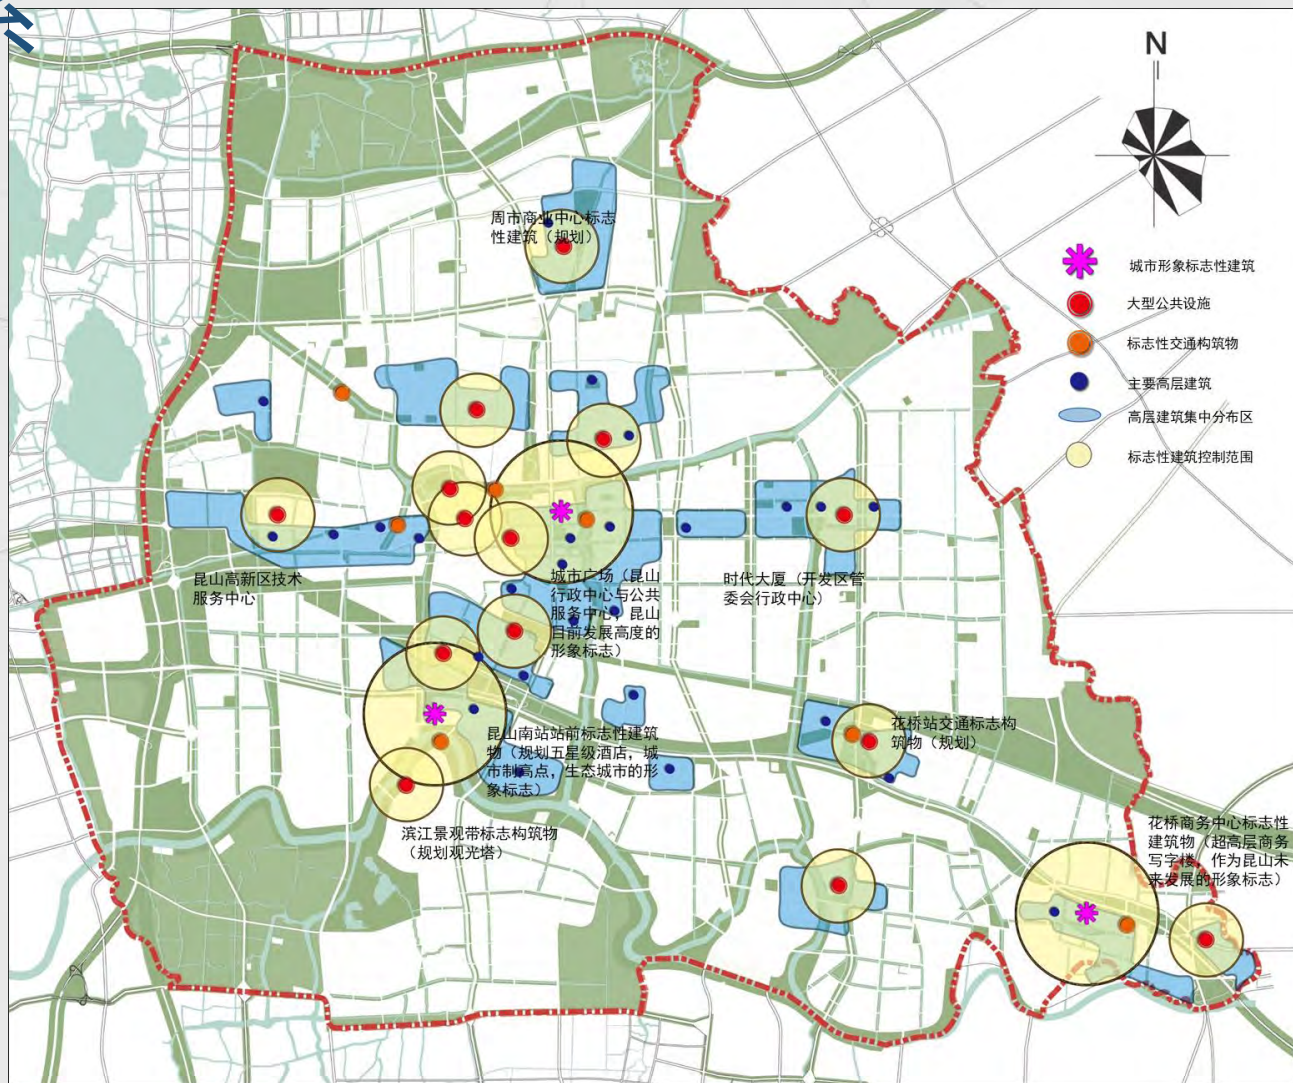 N
城市形象标志性建筑
大型公共设施
标志性交通构筑物
主要高层建筑
高层建筑集中分布区
标志性建筑控制范围
周市商业中心标志
性建筑（规划）
昆山高新区技术
服务中心
城市广场（昆山
行政中心与公共
服务中心，昆山
目前发展高度的
形象标志）
时代大厦（开发区管
委会行政中心）
昆山南站站前标志性建筑
物（规划五星级酒店，城
市制高点，生态城市的形
象标志）
花桥站交通标志构
筑物（规划）
滨江景观带标志构筑物
（规划观光塔）
花桥商务中心标志性
建筑物（超高层商务
写字楼，作为昆山未
来发展的形象标志）